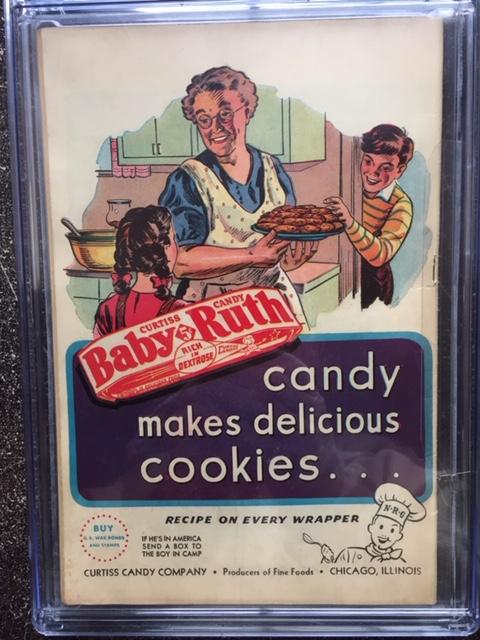 CURTISS CANDY
Baby Ruth
5¢
RICH
IN
DEXTROSE
candy
makes delicious
cookies...
RECIPE ON EVERY WRAPPER
N-R-G
BUY
U.S. WAR BONDS
AND STAMPS
IF HE'S IN AMERICA
SEND A BOX TO
THE BOY IN CAMP
CURTISS CANDY COMPANY • Producers of Fine Foods • CHICAGO, ILLINOIS